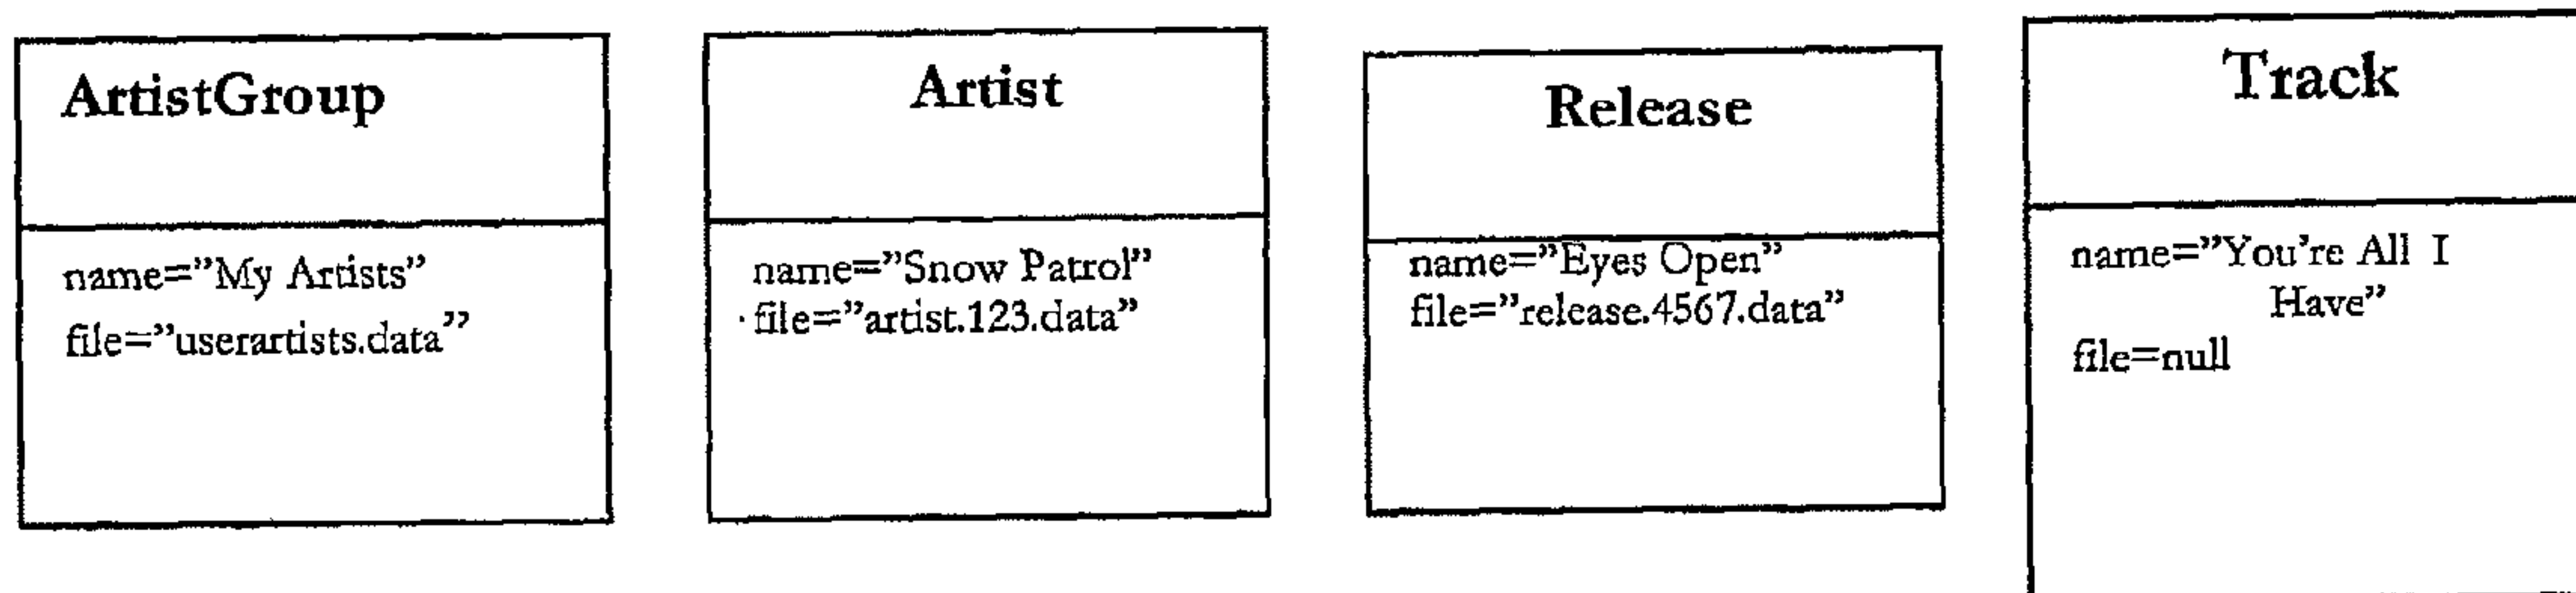 ArtistGroup
name=”My Artists”
file=”userartists.data”
Artist
name=”Snow Patrol”
file=”artist.123.data”
Release
name=”Eyes Open”
file=”release.4567.data”
Track
name=”You’re All I
Have”
file=null